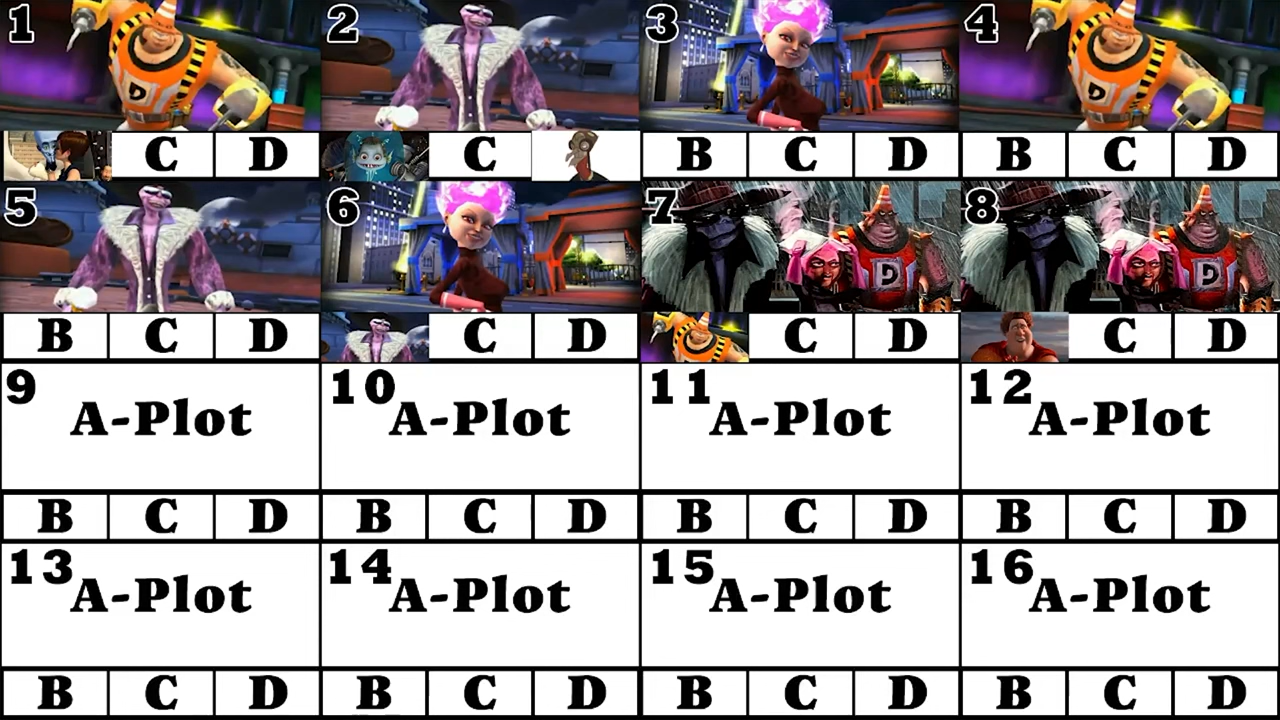 1 2 3 4
C D C B C D B C D
5 6 7 8
B C D C D C D C D
9 A-Plot 10 A-Plot 11 A-Plot 12 A-Plot
B C D B C D B C D B C D
13 A-Plot 14 A-Plot 15 A-Plot 16 A-Plot
B C D B C D B C D B C D